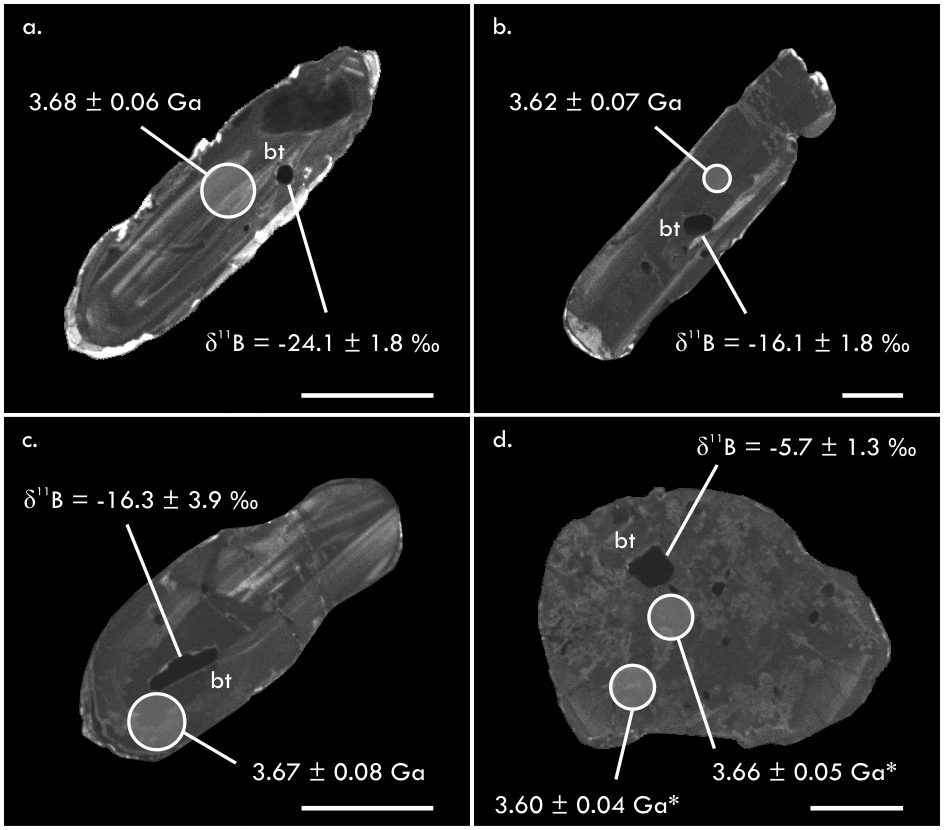 a.
3.68 ± 0.06 Ga
bt
δ¹¹B = -24.1 ± 1.8 ‰
b.
3.62 ± 0.07 Ga
bt
δ¹¹B = -16.1 ± 1.8 ‰
c.
δ¹¹B = -16.3 ± 3.9 ‰
bt
3.67 ± 0.08 Ga
d.
δ¹¹B = -5.7 ± 1.3 ‰
bt
3.66 ± 0.05 Ga*
3.60 ± 0.04 Ga*